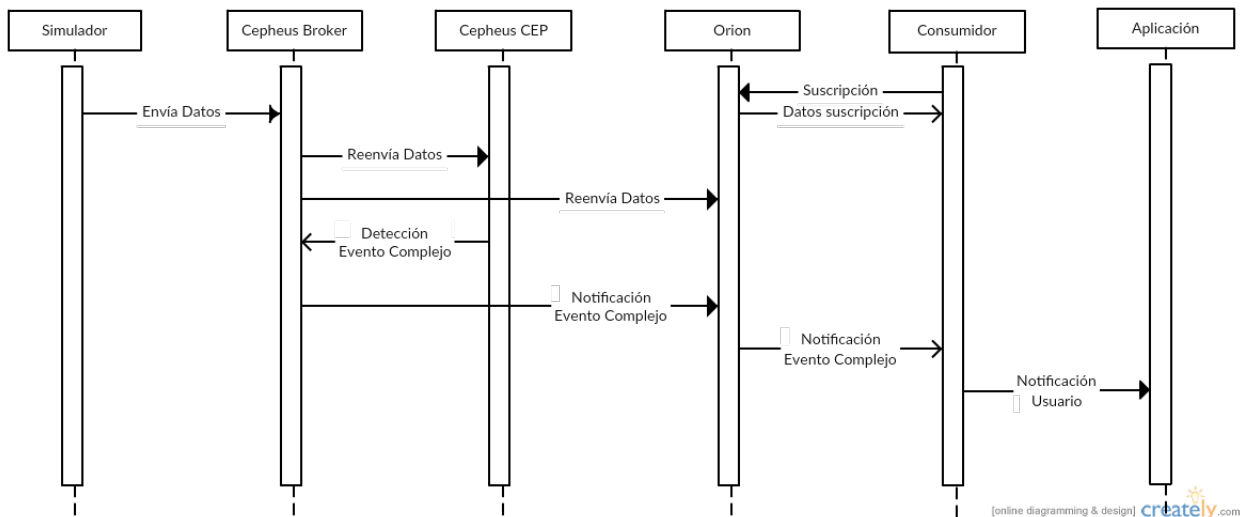 Simulador
Cepheus Broker
Cepheus CEP
Orion
Consumidor
Aplicación
Suscripción
Envía Datos
Datos suscripción
Reenvía Datos
Reenvía Datos
Detección
Evento Complejo
Notificación
Evento Complejo
Notificación
Evento Complejo
Notificación
Usuario
[online diagramming & design] creately.com